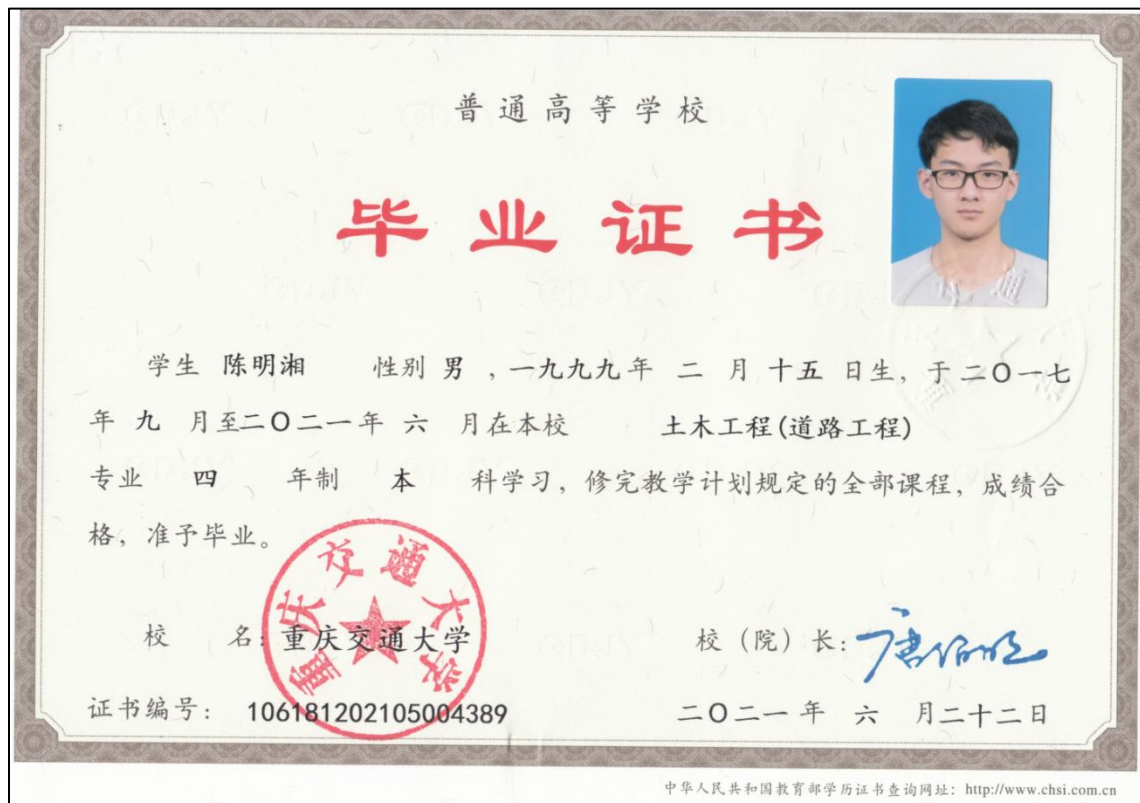 普通高等学校
毕业证书
学生 陈明湘 性别 男 ，一九九九年 二 月 十五 日生，于二〇一七
年 九 月至二〇二一年 六 月在本校 土木工程(道路工程)
专业 四 年制 本 科学习，修完教学计划规定的全部课程，成绩合
格，准予毕业。
重庆交通大学
校 名：重庆交通大学 校（院）长：唐伯明
证书编号： 106181202105004389 二〇二一年 六 月二十二日
中华人民共和国教育部学历证书查询网址：http://www.chsi.com.cn